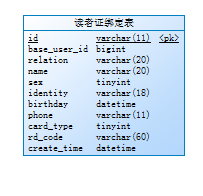 读者证绑定表
id varchar(11) <pk>
base_user_id bigint
relation varchar(20)
name varchar(20)
sex tinyint
identity varchar(18)
birthday datetime
phone varchar(11)
card_type tinyint
rd_code varchar(60)
create_time datetime